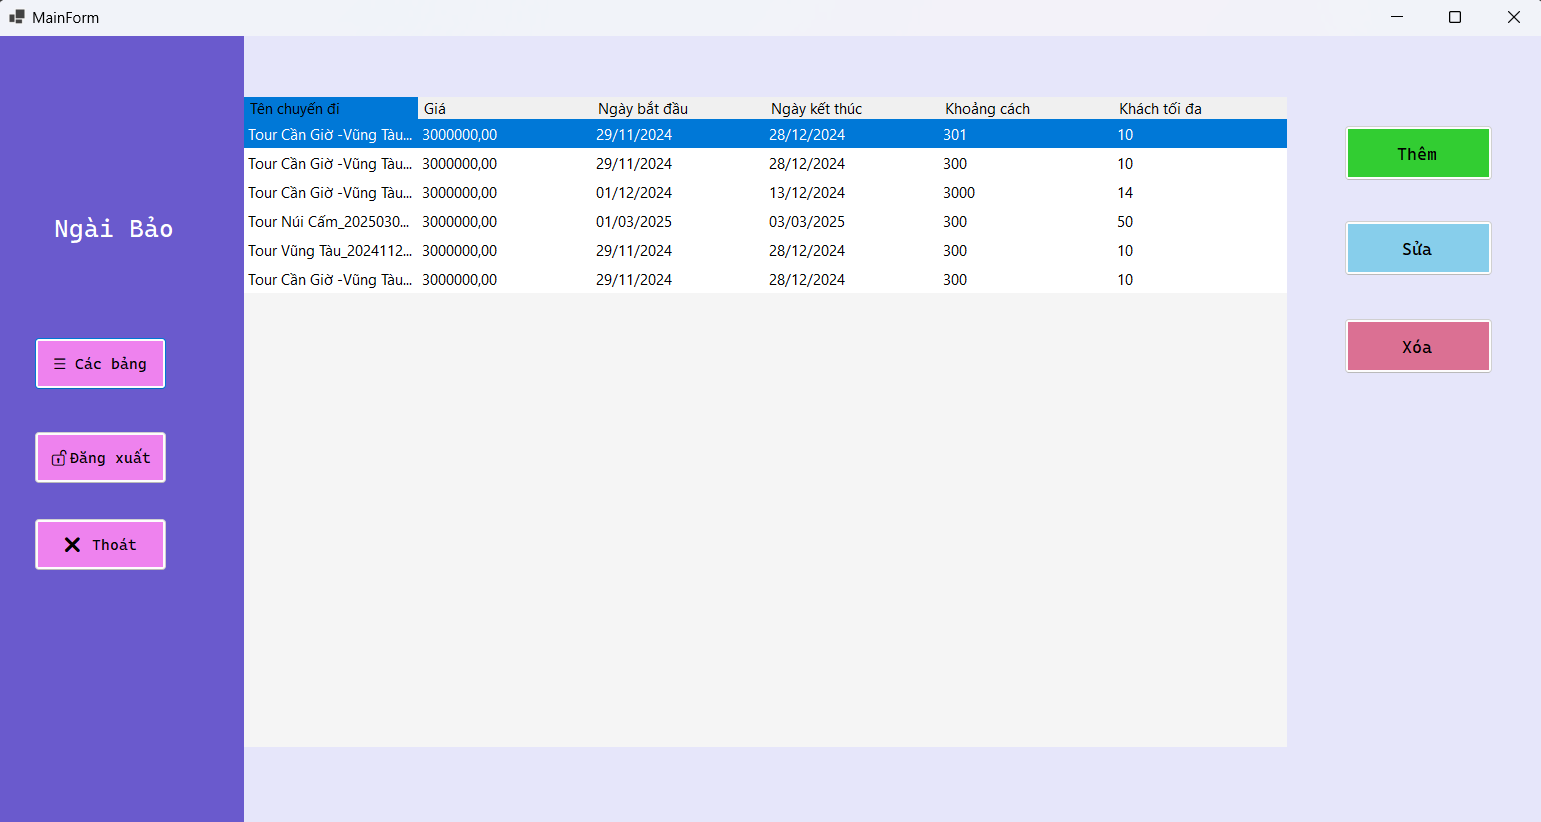 MainForm
Ngài Bảo
☰ Các bảng
Đăng xuất
Thoát
Tên chuyến đi Giá Ngày bắt đầu Ngày kết thúc Khoảng cách Khách tối đa
Tour Cần Giờ -Vũng Tàu... 3000000,00 29/11/2024 28/12/2024 301 10
Tour Cần Giờ -Vũng Tàu... 3000000,00 29/11/2024 28/12/2024 300 10
Tour Cần Giờ -Vũng Tàu... 3000000,00 01/12/2024 13/12/2024 3000 14
Tour Núi Cấm_2025030... 3000000,00 01/03/2025 03/03/2025 300 50
Tour Vũng Tàu_2024112... 3000000,00 29/11/2024 28/12/2024 300 10
Tour Cần Giờ -Vũng Tàu... 3000000,00 29/11/2024 28/12/2024 300 10
Thêm
Sửa
Xóa